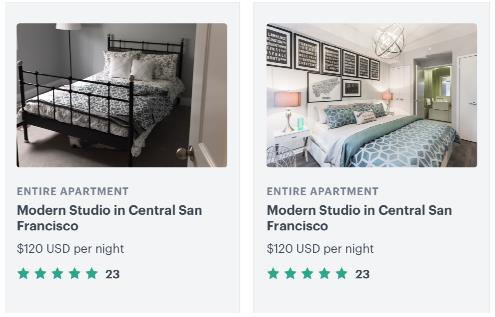 ENTIRE APARTMENT
Modern Studio in Central San
Francisco
$120 USD per night
23
ENTIRE APARTMENT
Modern Studio in Central San
Francisco
$120 USD per night
23